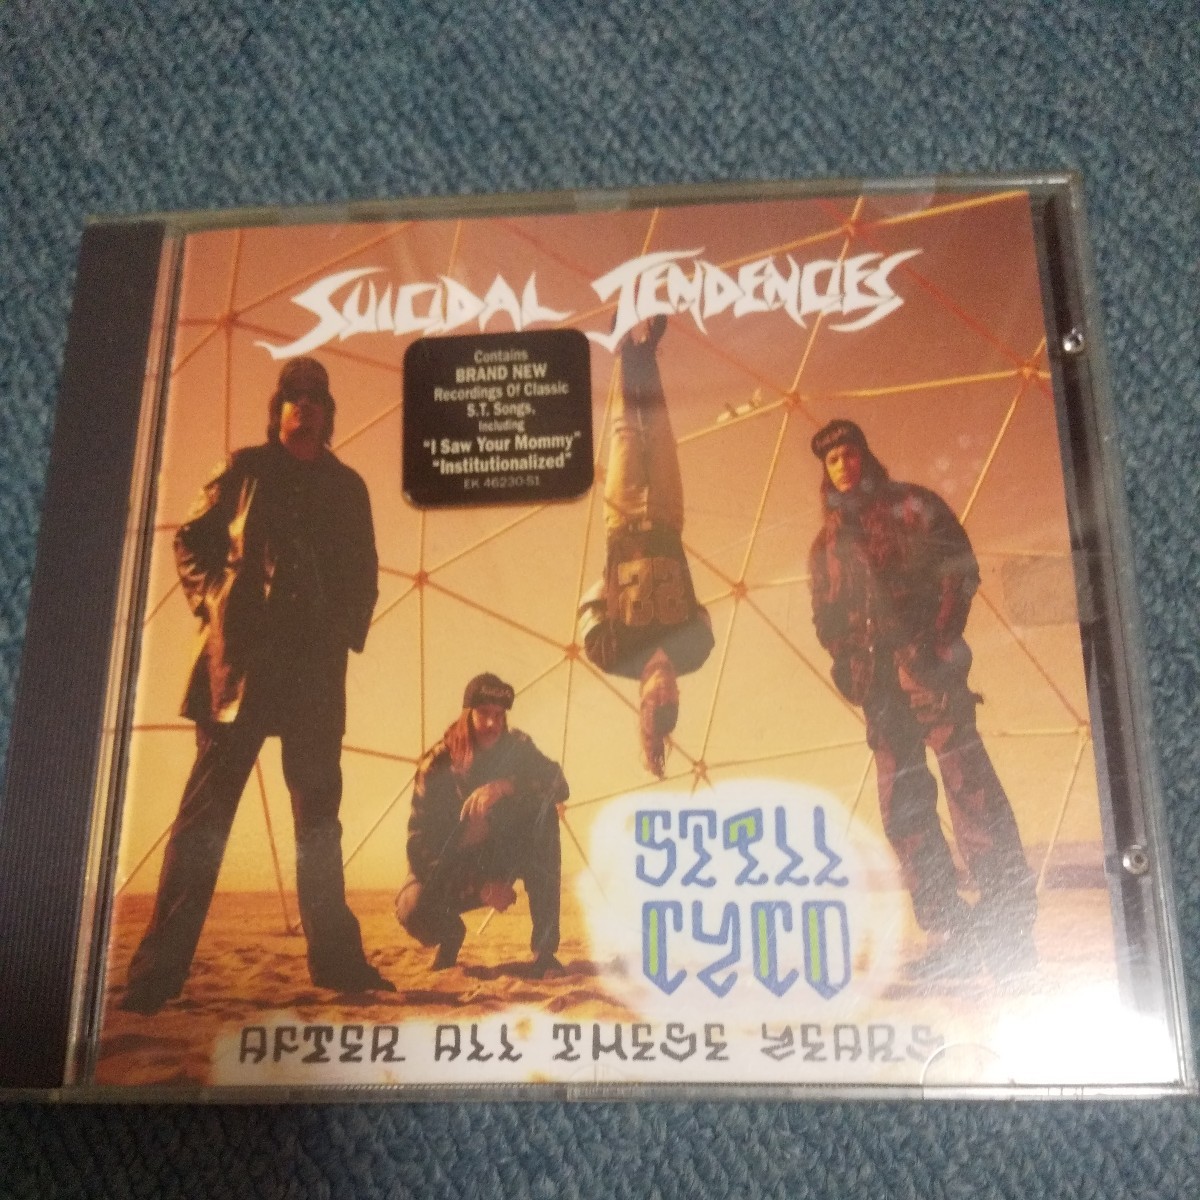 SUICIDAL TENDENCIES
Contains
BRAND NEW
Recordings Of Classic
S.T. Songs,
Including
"I Saw Your Mommy"
"Institutionalized"
EK 46230-S1
22
STILL
CYCO
AFTER ALL THESE YEARS